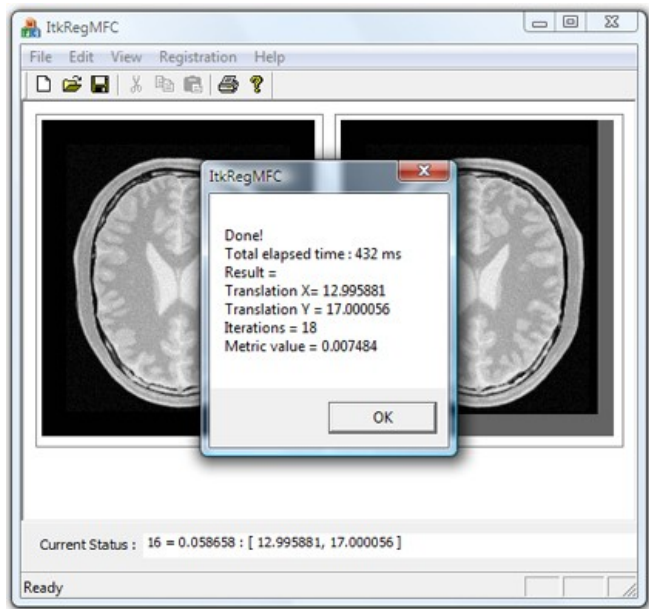 ItkRegMFC
File Edit View Registration Help
ItkRegMFC
Done!
Total elapsed time : 432 ms
Result =
Translation X= 12.995881
Translation Y = 17.000056
Iterations = 18
Metric value = 0.007484
OK
Current Status : 16 = 0.058658 : [ 12.995881, 17.000056 ]
Ready